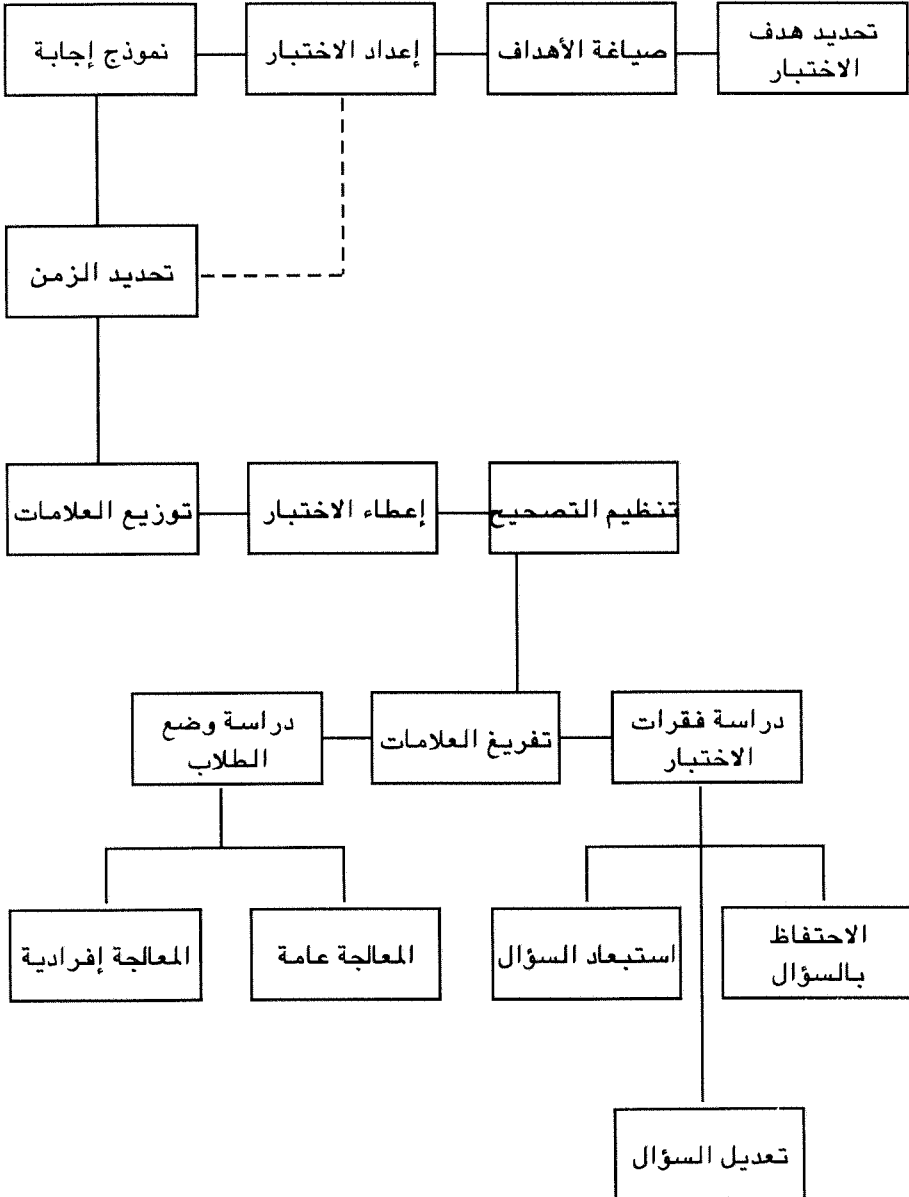 تحديد هدف
الاختبار
صياغة الأهداف
إعداد الاختبار
نموذج إجابة
تحديد الزمن
توزيع العلامات
إعطاء الاختبار
تنظيم التصحيح
دراسة فقرات
الاختبار
تفريغ العلامات
دراسة وضع
الطلاب
الاحتفاظ
بالسؤال
استبعاد السؤال
المعالجة عامة
المعالجة إفرادية
تعديل السؤال